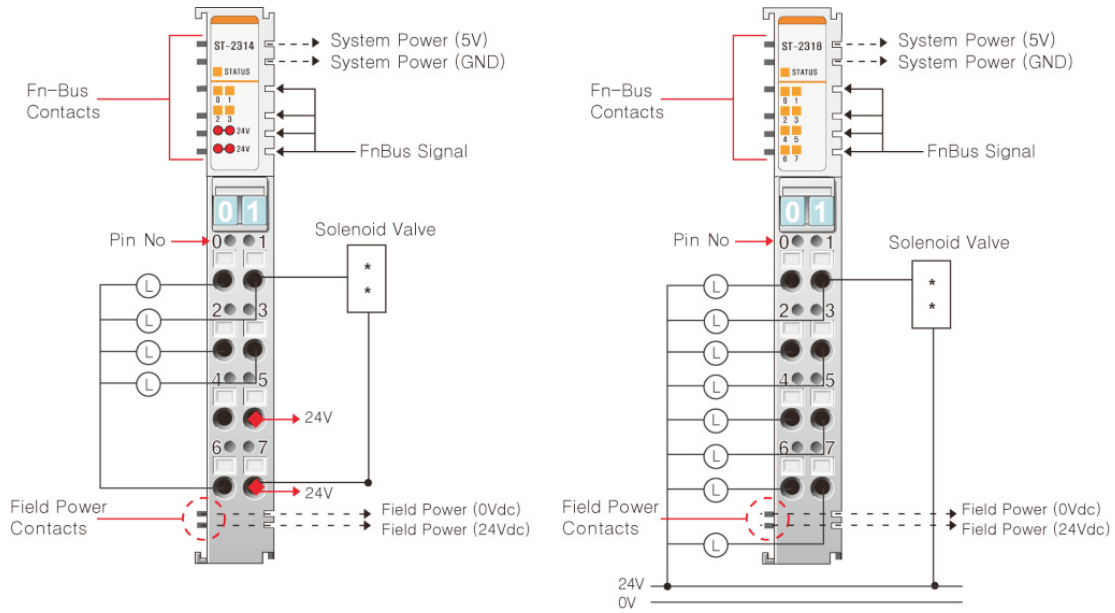 ST-2314
System Power (5V)
System Power (GND)
STATUS
Fn-Bus
Contacts
0 1
2 3
24V
24V
FnBus Signal
01
Pin No
0 1
Solenoid Valve
*
*
L
2 3
L
L
4 5
L
24V
6 7
24V
Field Power
Contacts
Field Power (0Vdc)
Field Power (24Vdc)
ST-2318
System Power (5V)
System Power (GND)
STATUS
Fn-Bus
Contacts
0 1
2 3
4 5
6 7
FnBus Signal
01
Pin No
0 1
Solenoid Valve
*
*
L
2 3
L
L
4 5
L
L
6 7
L
L
Field Power
Contacts
Field Power (0Vdc)
Field Power (24Vdc)
L
24V
0V